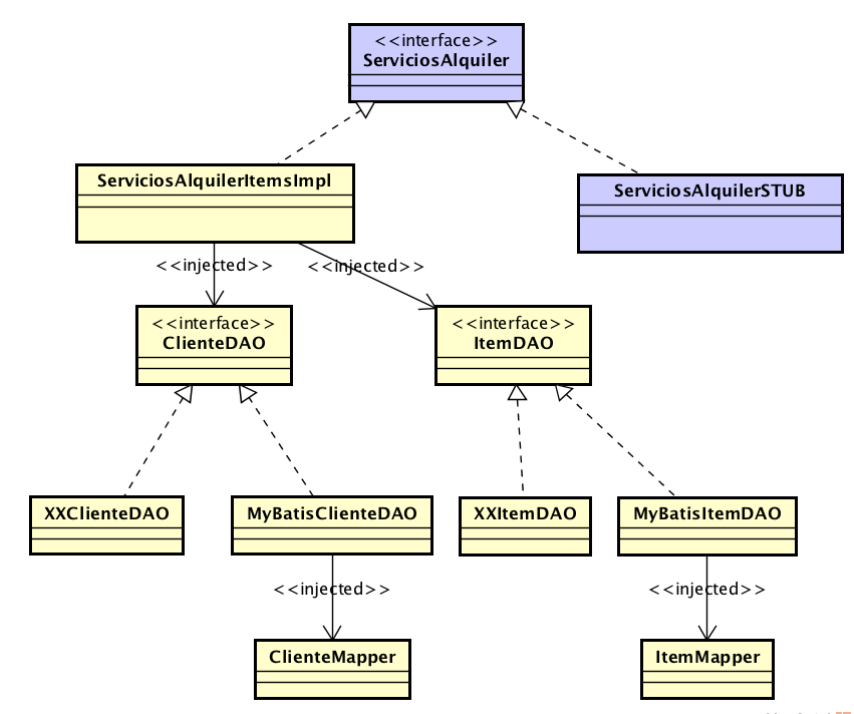 <<interface>>
ServiciosAlquiler
ServiciosAlquilerItemsImpl
ServiciosAlquilerSTUB
<<injected>>
<<injected>>
<<interface>>
ClienteDAO
<<interface>>
ItemDAO
XXClienteDAO
MyBatisClienteDAO
XXItemDAO
MyBatisItemDAO
<<injected>>
<<injected>>
ClienteMapper
ItemMapper